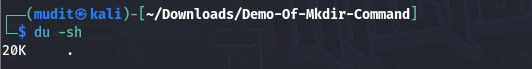 ┌──(mudit㉿kali)-[~/Downloads/Demo-Of-Mkdir-Command]
└─$ du -sh
20K     .